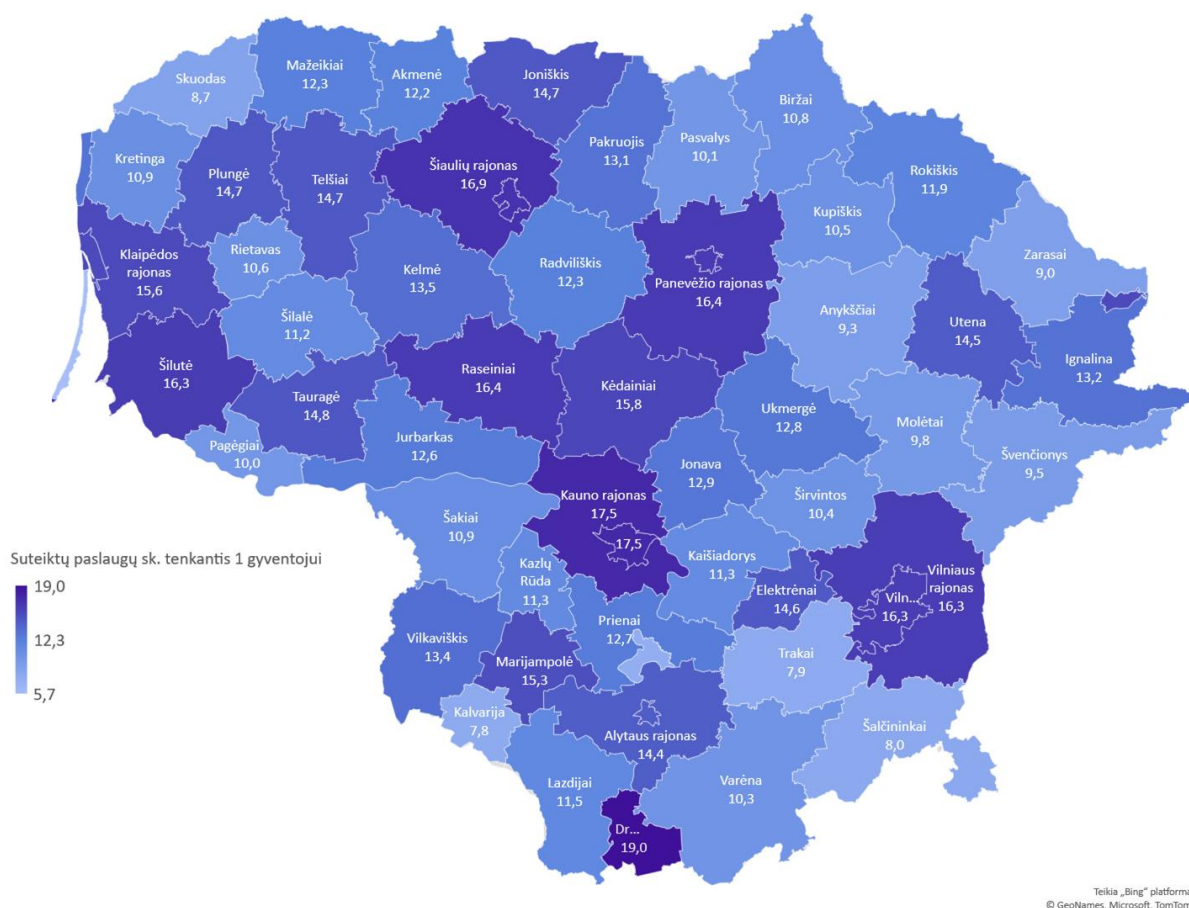 Skuodas
8,7
Mažeikiai
12,3
Akmenė
12,2
Joniškis
14,7
Pakruojis
13,1
Pasvalys
10,1
Biržai
10,8
Rokiškis
11,9
Kretinga
10,9
Plungė
14,7
Telšiai
14,7
Šiaulių rajonas
16,9
Kupiškis
10,5
Zarasai
9,0
Klaipėdos
rajonas
15,6
Rietavas
10,6
Kelmė
13,5
Radviliškis
12,3
Panevėžio rajonas
16,4
Anykščiai
9,3
Utena
14,5
Ignalina
13,2
Šilalė
11,2
Šilutė
16,3
Tauragė
14,8
Raseiniai
16,4
Kėdainiai
15,8
Ukmergė
12,8
Molėtai
9,8
Švenčionys
9,5
Pagėgiai
10,0
Jurbarkas
12,6
Jonava
12,9
Širvintos
10,4
Kauno rajonas
17,5
17,5
Šakiai
10,9
Kazlų
Rūda
11,3
Kaišiadorys
11,3
Elektrėnai
14,6
Viln...
16,3
Vilniaus
rajonas
16,3
Suteiktų paslaugų sk. tenkantis 1 gyventojui
19,0
12,3
5,7
Vilkaviškis
13,4
Marijampolė
15,3
Prienai
12,7
Trakai
7,9
Kalvarija
7,8
Alytaus rajonas
14,4
Šalčininkai
8,0
Lazdijai
11,5
Varėna
10,3
Dr...
19,0
Teikia „Bing“ platforma
© GeoNames, Microsoft, TomTom